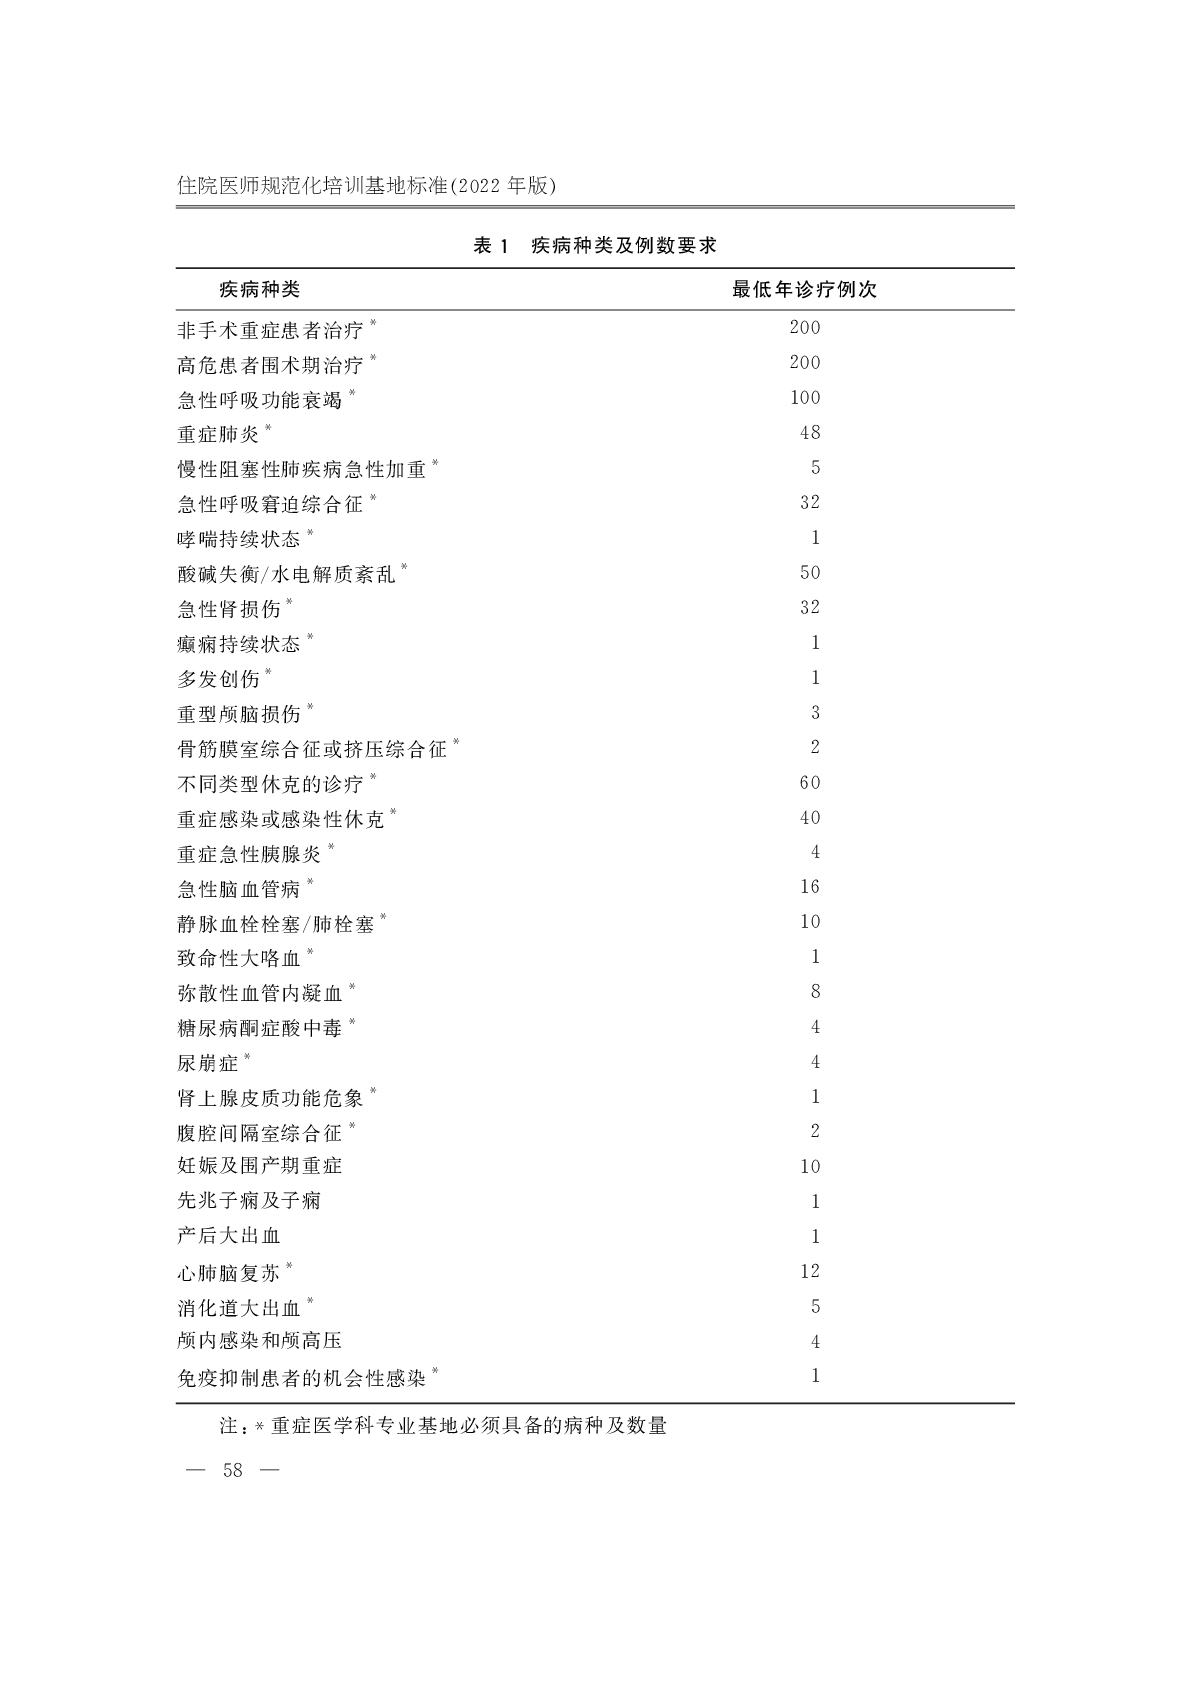 住院医师规范化培训基地标准(2022 年版)
表 1 疾病种类及例数要求
疾病种类 最低年诊疗例次
非手术重症患者治疗* 200
高危患者围术期治疗* 200
急性呼吸功能衰竭* 100
重症肺炎* 48
慢性阻塞性肺疾病急性加重* 5
急性呼吸窘迫综合征* 32
哮喘持续状态* 1
酸碱失衡/水电解质紊乱* 50
急性肾损伤* 32
癫痫持续状态* 1
多发创伤* 1
重型颅脑损伤* 3
骨筋膜室综合征或挤压综合征* 2
不同类型休克的诊疗* 60
重症感染或感染性休克* 40
重症急性胰腺炎* 4
急性脑血管病* 16
静脉血栓栓塞/肺栓塞* 10
致命性大咯血* 1
弥散性血管内凝血* 8
糖尿病酮症酸中毒* 4
尿崩症* 4
肾上腺皮质功能危象* 1
腹腔间隔室综合征* 2
妊娠及围产期重症 10
先兆子痫及子痫 1
产后大出血 1
心肺脑复苏* 12
消化道大出血* 5
颅内感染和颅高压 4
免疫抑制患者的机会性感染* 1
注:* 重症医学科专业基地必须具备的病种及数量
— 58 —